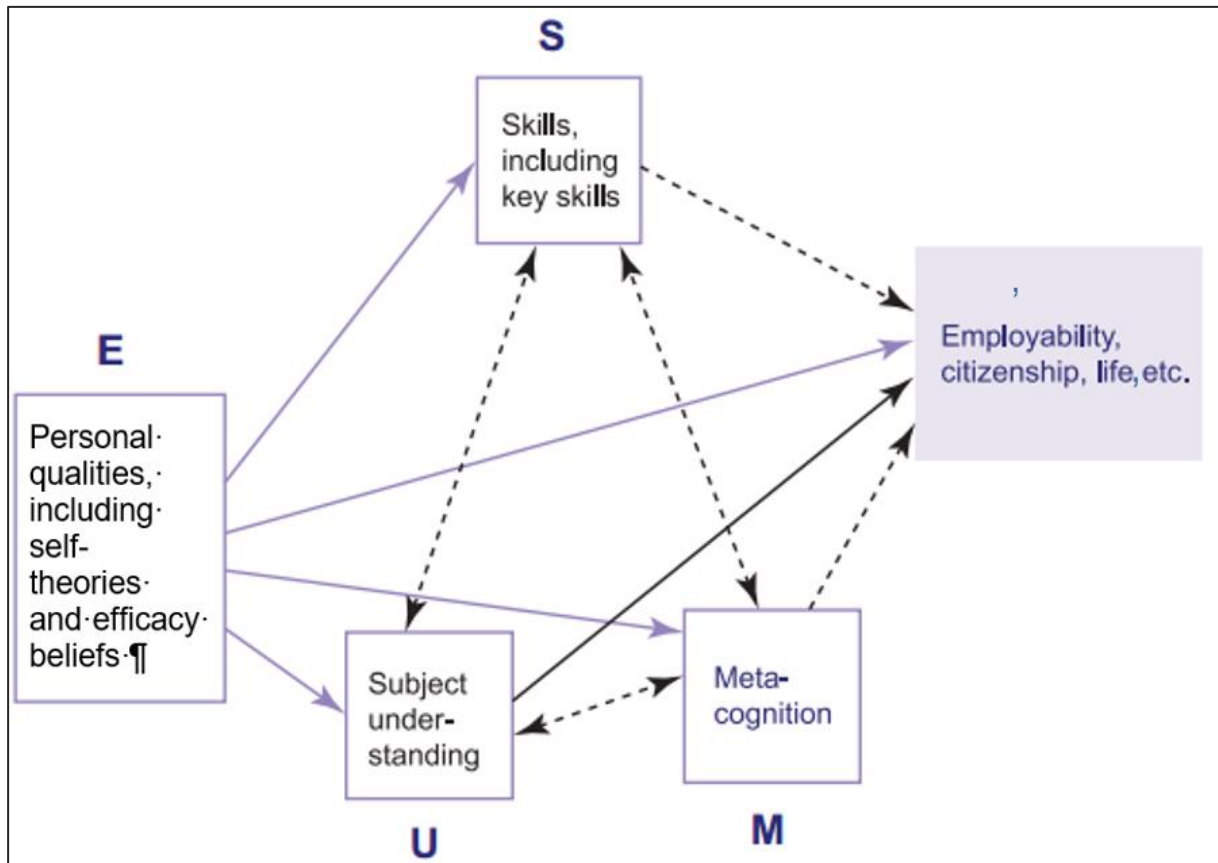 S
Skills,
including
key skills
,
Employability,
citizenship, life, etc.
E
Personal·
qualities,·
including·
self-
theories·
and·efficacy·
beliefs·¶
Subject
under-
standing
U
Meta-
cognition
M